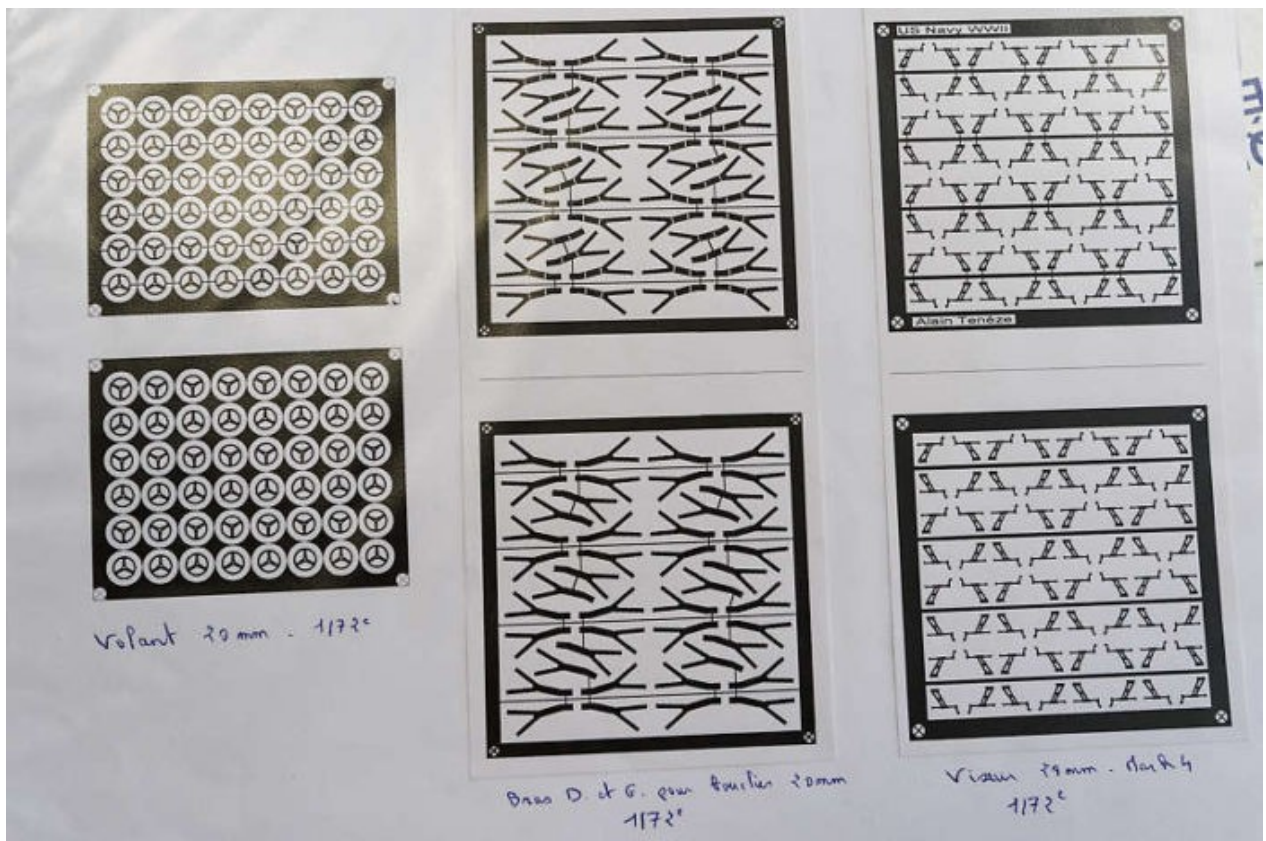 US Navy WWII
Alain Tenèze
Volant 20 mm - 1/72e
Bras D. et G. pour bouclier 20mm
1/72e
Viseur 20mm - Mark 4
1/72e